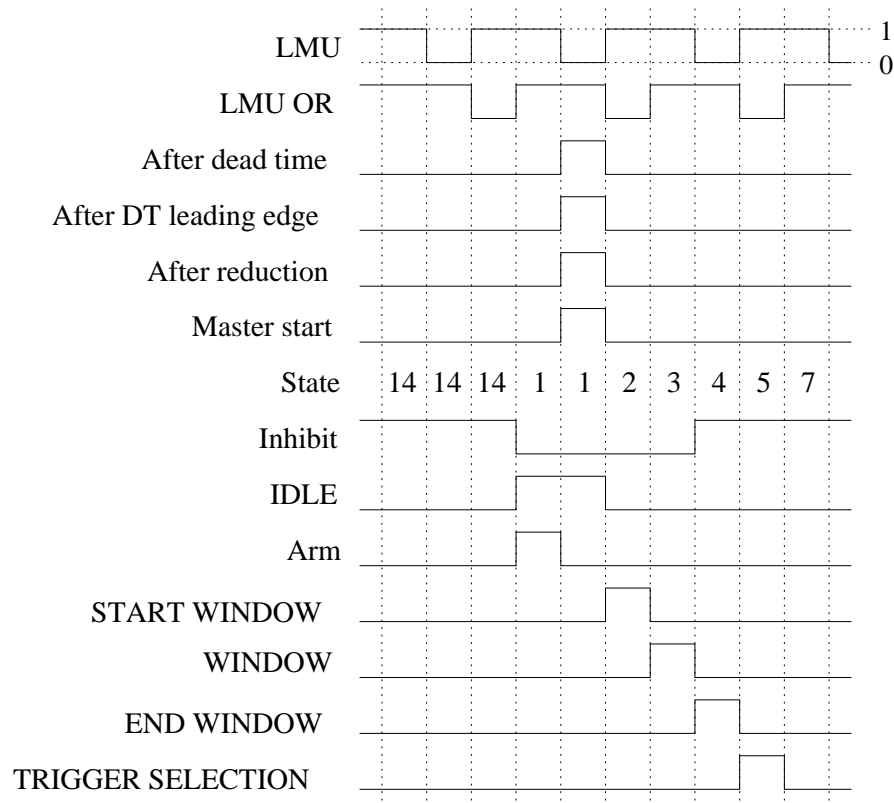 LMU
1
0
LMU OR
After dead time
After DT leading edge
After reduction
Master start
State 14 14 14 1 1 2 3 4 5 7
Inhibit
IDLE
Arm
START WINDOW
WINDOW
END WINDOW
TRIGGER SELECTION